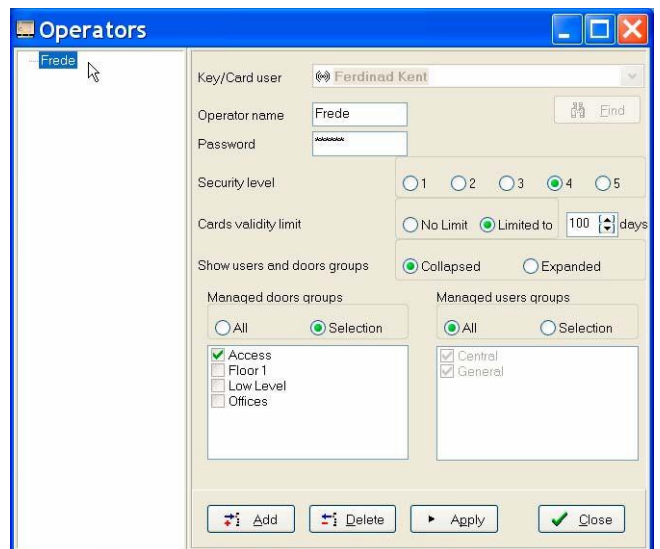 Operators
Frede
Key/Card user Ferdinad Kent
Operator name Frede Find
Password ******
Security level 1 2 3 4 5
Cards validity limit No Limit Limited to 100 days
Show users and doors groups Collapsed Expanded
Managed doors groups Managed users groups
All Selection All Selection
Access Central
Floor 1 General
Low Level
Offices
Add Delete Apply Close